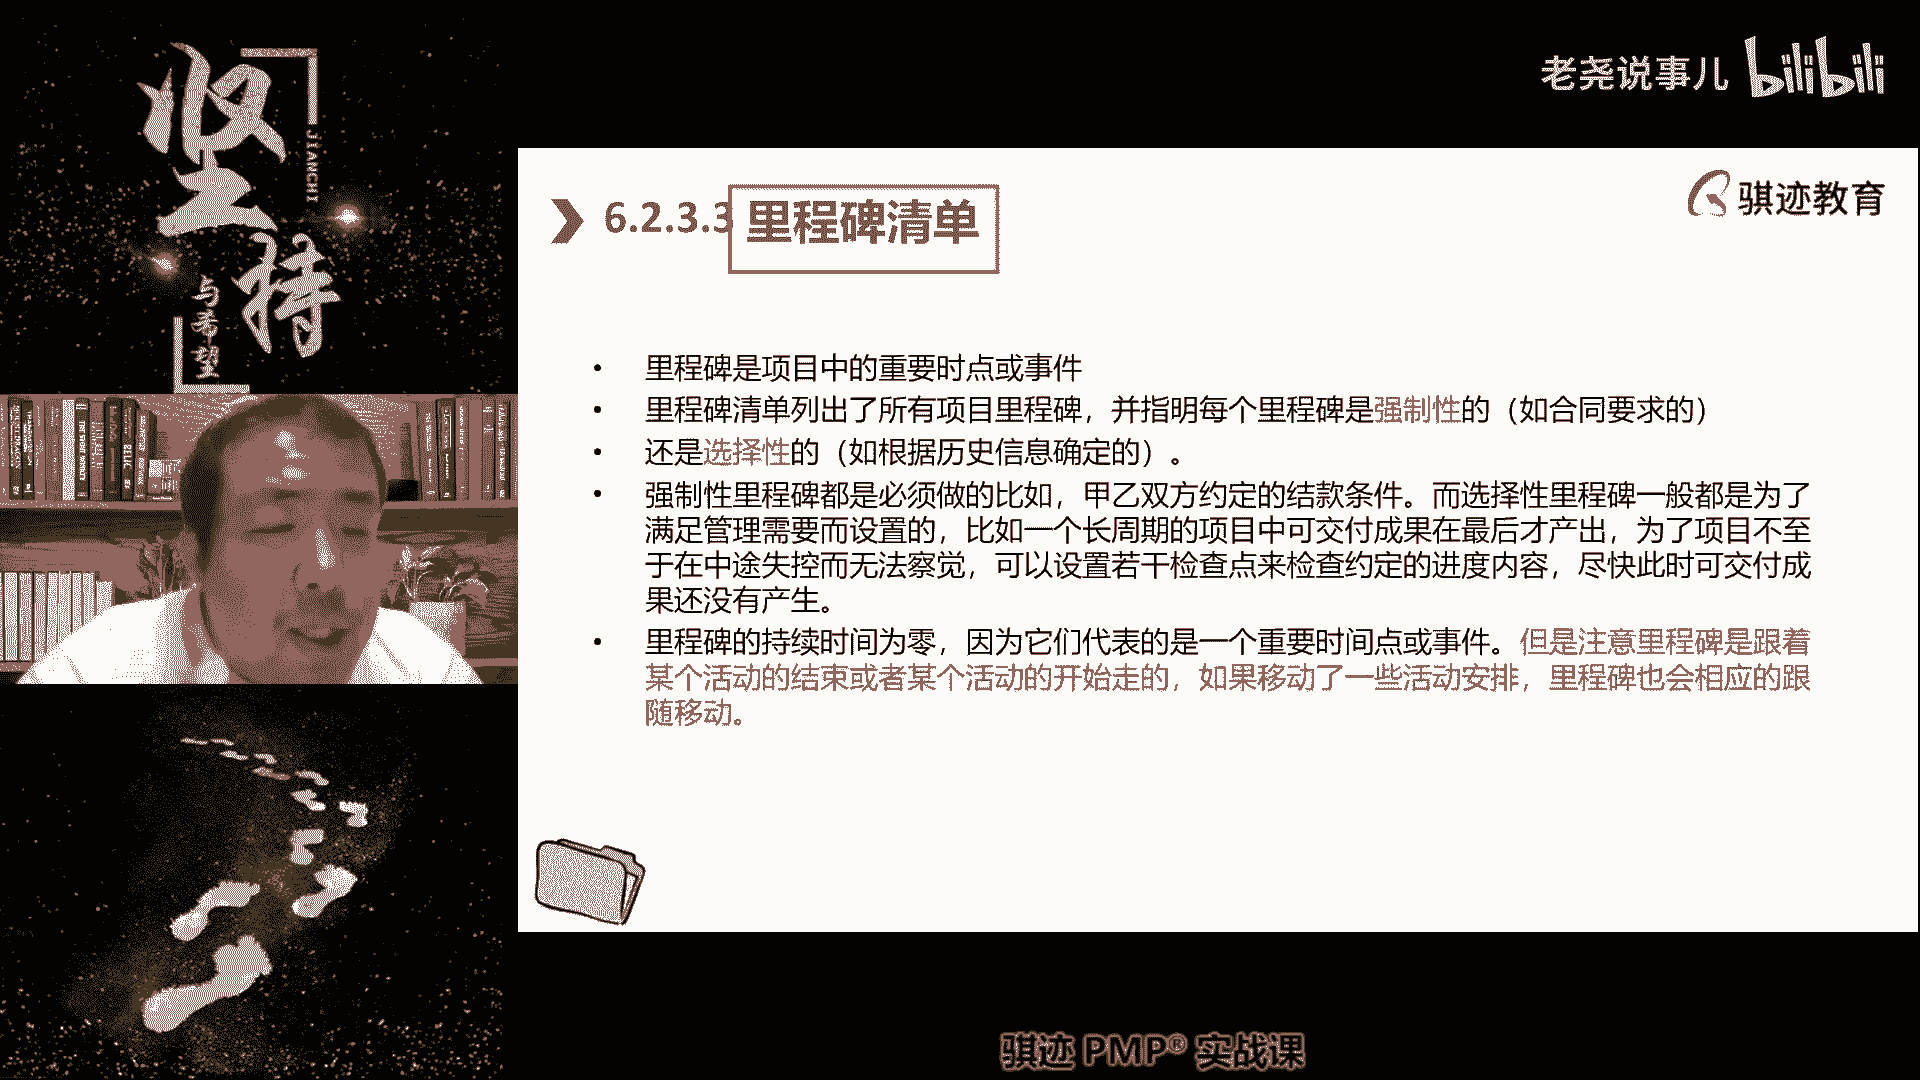 坚持
JIANCHI
与希望
老尧说事儿 bilibili
骐迹教育
6.2.3.3 里程碑清单
• 里程碑是项目中的重要时点或事件
• 里程碑清单列出了所有项目里程碑，并指明每个里程碑是强制性的（如合同要求的）
• 还是选择性的（如根据历史信息确定的）。
• 强制性里程碑都是必须做的比如，甲乙双方约定的结款条件。而选择性里程碑一般都是为了
满足管理需要而设置的，比如一个长周期的项目中可交付成果在最后才产出，为了项目不至
于在中途失控而无法察觉，可以设置若干检查点来检查约定的进度内容，尽快此时可交付成
果还没有产生。
• 里程碑的持续时间为零，因为它们代表的是一个重要时间点或事件。但是注意里程碑是跟着
某个活动的结束或者某个活动的开始走的，如果移动了一些活动安排，里程碑也会相应的跟
随移动。
骐迹 PMP® 实战课